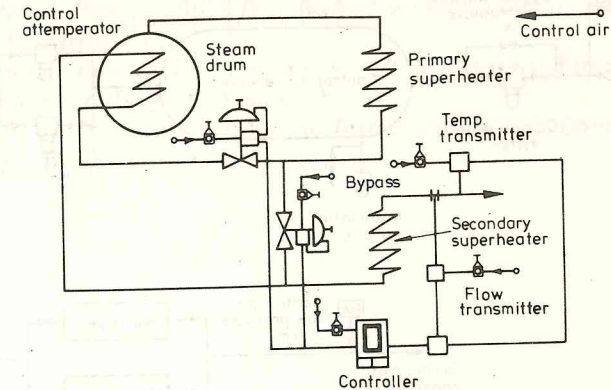 Control
attemperator
Steam
drum
Control air
Primary
superheater
Temp.
transmitter
Bypass
Secondary
superheater
Flow
transmitter
Controller